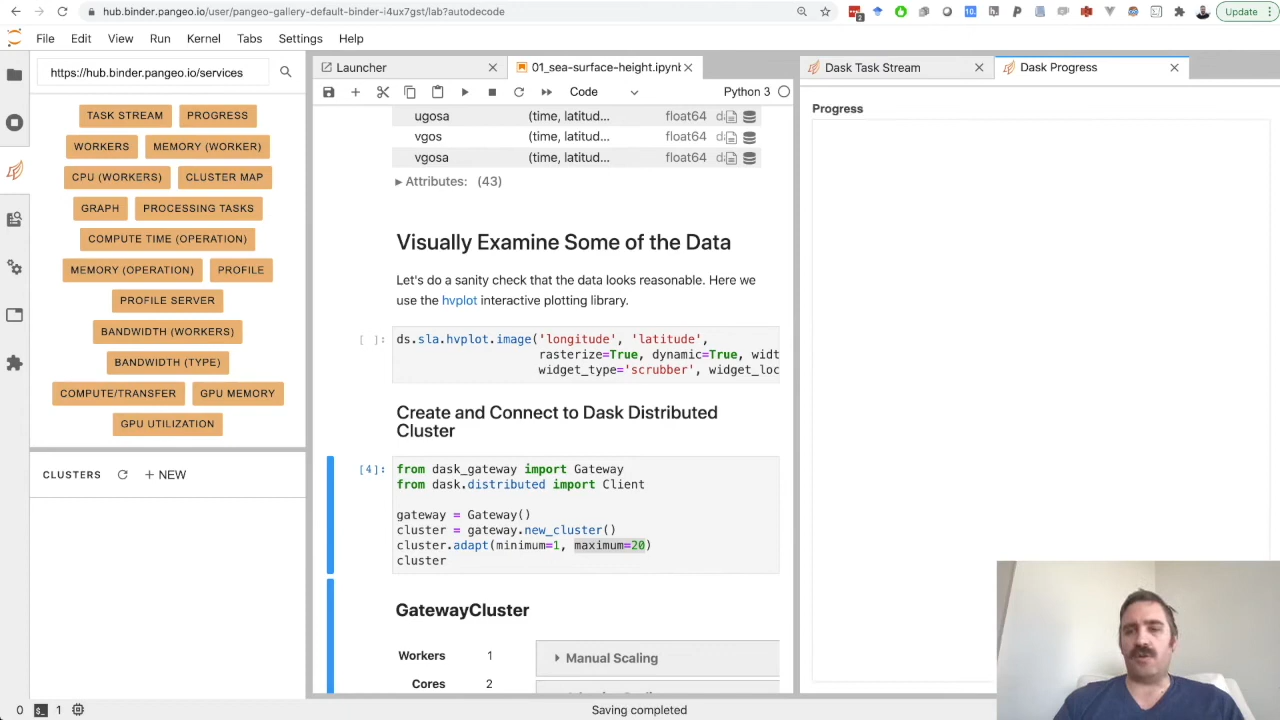 hub.binder.pangeo.io/user/pangeo-gallery-default-binder-i4ux7gst/lab?autodecode
2
10.
Update
File Edit View Run Kernel Tabs Settings Help
https://hub.binder.pangeo.io/services
TASK STREAM PROGRESS
WORKERS MEMORY (WORKER)
CPU (WORKERS) CLUSTER MAP
GRAPH PROCESSING TASKS
COMPUTE TIME (OPERATION)
MEMORY (OPERATION) PROFILE
PROFILE SERVER
BANDWIDTH (WORKERS)
BANDWIDTH (TYPE)
COMPUTE/TRANSFER GPU MEMORY
GPU UTILIZATION
CLUSTERS + NEW
Launcher 01_sea-surface-height.ipynb
Code Python 3
ugosa (time, latitud... float64
vgos (time, latitud... float64
vgosa (time, latitud... float64
Attributes: (43)
Visually Examine Some of the Data
Let's do a sanity check that the data looks reasonable. Here we
use the hvplot interactive plotting library.
[ ]: ds.sla.hvplot.image('longitude', 'latitude',
rasterize=True, dynamic=True, widt
widget_type='scrubber', widget_loc
Create and Connect to Dask Distributed
Cluster
[4]: from dask_gateway import Gateway
from dask.distributed import Client
gateway = Gateway()
cluster = gateway.new_cluster()
cluster.adapt(minimum=1, maximum=20)
cluster
GatewayCluster
Workers 1
Cores 2
Manual Scaling
Dask Task Stream Dask Progress
Progress
0 1 Saving completed